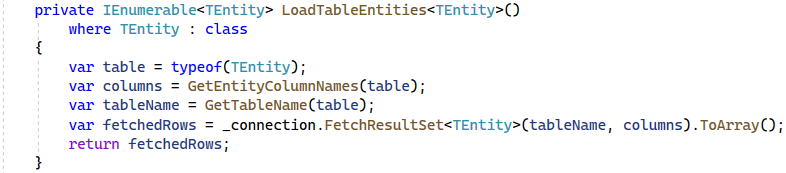 private IEnumerable<TEntity> LoadTableEntities<TEntity>()
    where TEntity : class
{
    var table = typeof(TEntity);
    var columns = GetEntityColumnNames(table);
    var tableName = GetTableName(table);
    var fetchedRows = _connection.FetchResultSet<TEntity>(tableName, columns).ToArray();
    return fetchedRows;
}